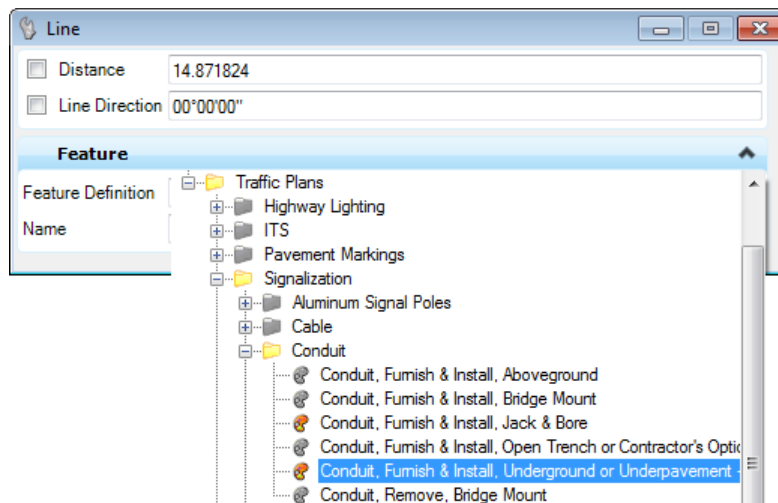 Line
Distance 14.871824
Line Direction 00°00'00"
Feature
Feature Definition
Name
Traffic Plans
Highway Lighting
ITS
Pavement Markings
Signalization
Aluminum Signal Poles
Cable
Conduit
Conduit, Furnish & Install, Aboveground
Conduit, Furnish & Install, Bridge Mount
Conduit, Furnish & Install, Jack & Bore
Conduit, Furnish & Install, Open Trench or Contractor's Optic
Conduit, Furnish & Install, Underground or Underpavement -
Conduit, Remove, Bridge Mount